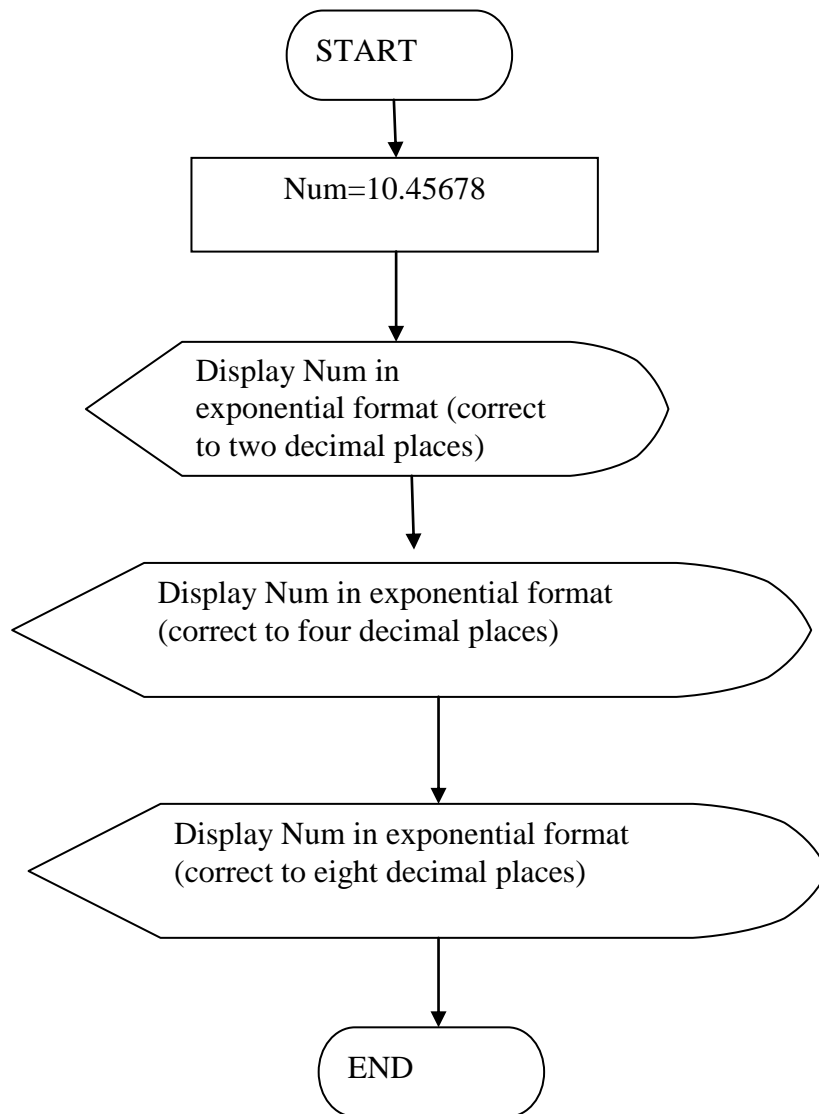 START
Num=10.45678
Display Num in
exponential format (correct
to two decimal places)
Display Num in exponential format
(correct to four decimal places)
Display Num in exponential format
(correct to eight decimal places)
END